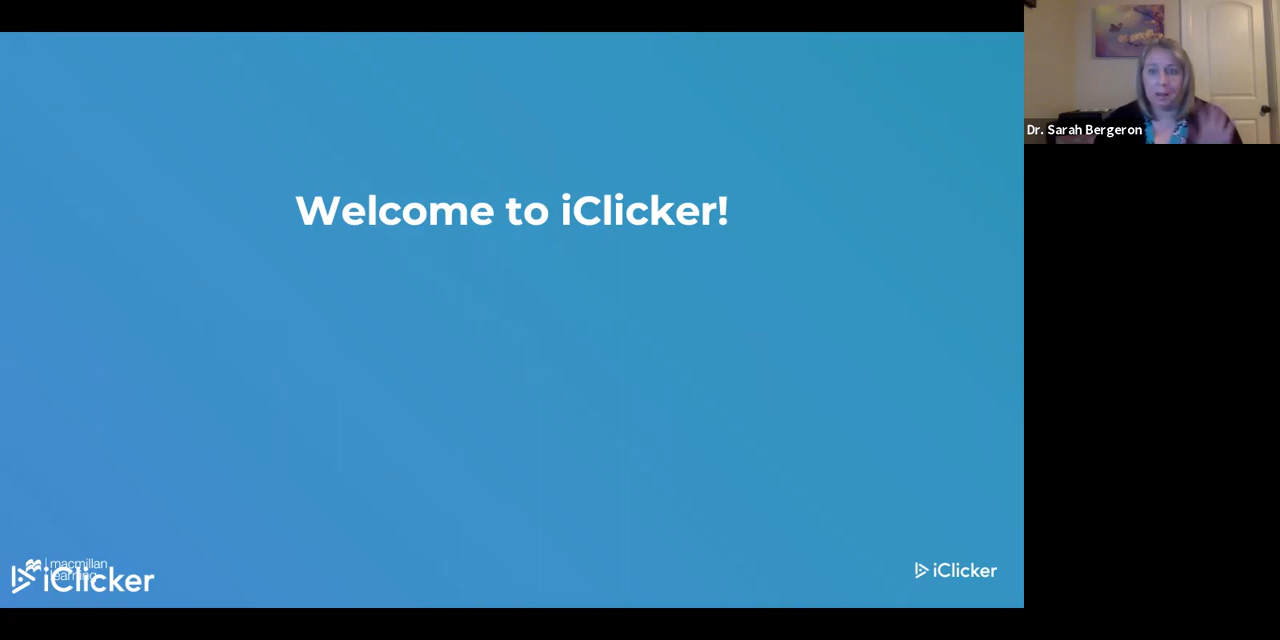 Welcome to iClicker!
Dr. Sarah Bergeron
macmillan
learning
iClicker
iClicker